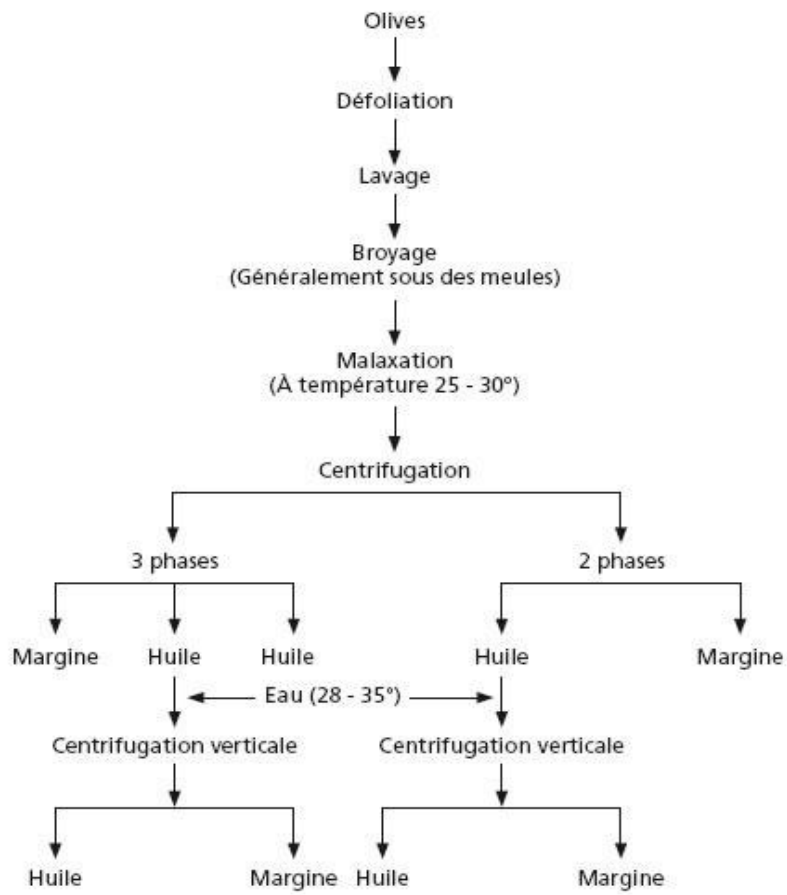 Olives
Défoliation
Lavage
Broyage
(Généralement sous des meules)
Malaxation
(À température 25 - 30°)
Centrifugation
3 phases
2 phases
Margine
Huile
Huile
Huile
Margine
Eau (28 - 35°)
Centrifugation verticale
Centrifugation verticale
Huile
Margine
Huile
Margine